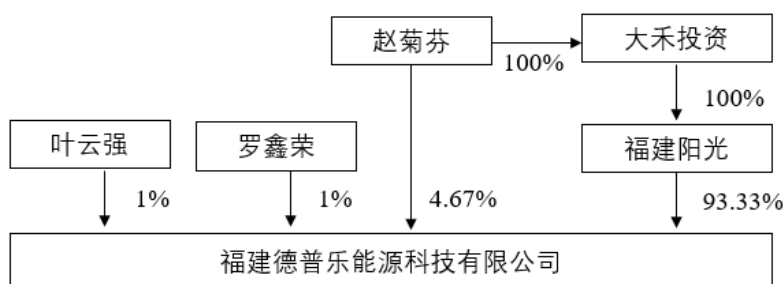 赵菊芬
大禾投资
100%
100%
叶云强
罗鑫荣
福建阳光
1%
1%
4.67%
93.33%
福建德普乐能源科技有限公司